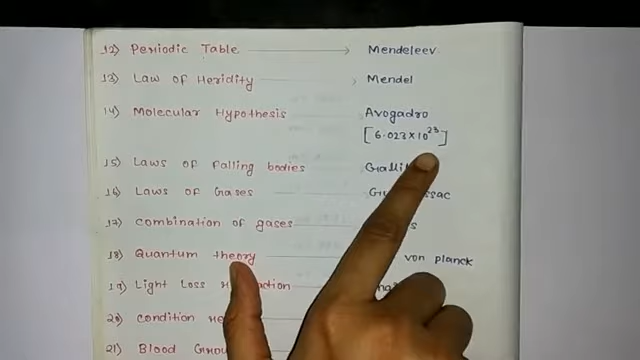 12) Periodic Table → Mendeleev
13) Law of Heridity → Mendel
14) Molecular Hypothesis Avogadro
[6.023×10²³]
15) Laws of Falling bodies
16) Laws of Gases
17) Combination of gases
18) Quantum theory von planck
19) Light Loss
20) condition
21) Blood